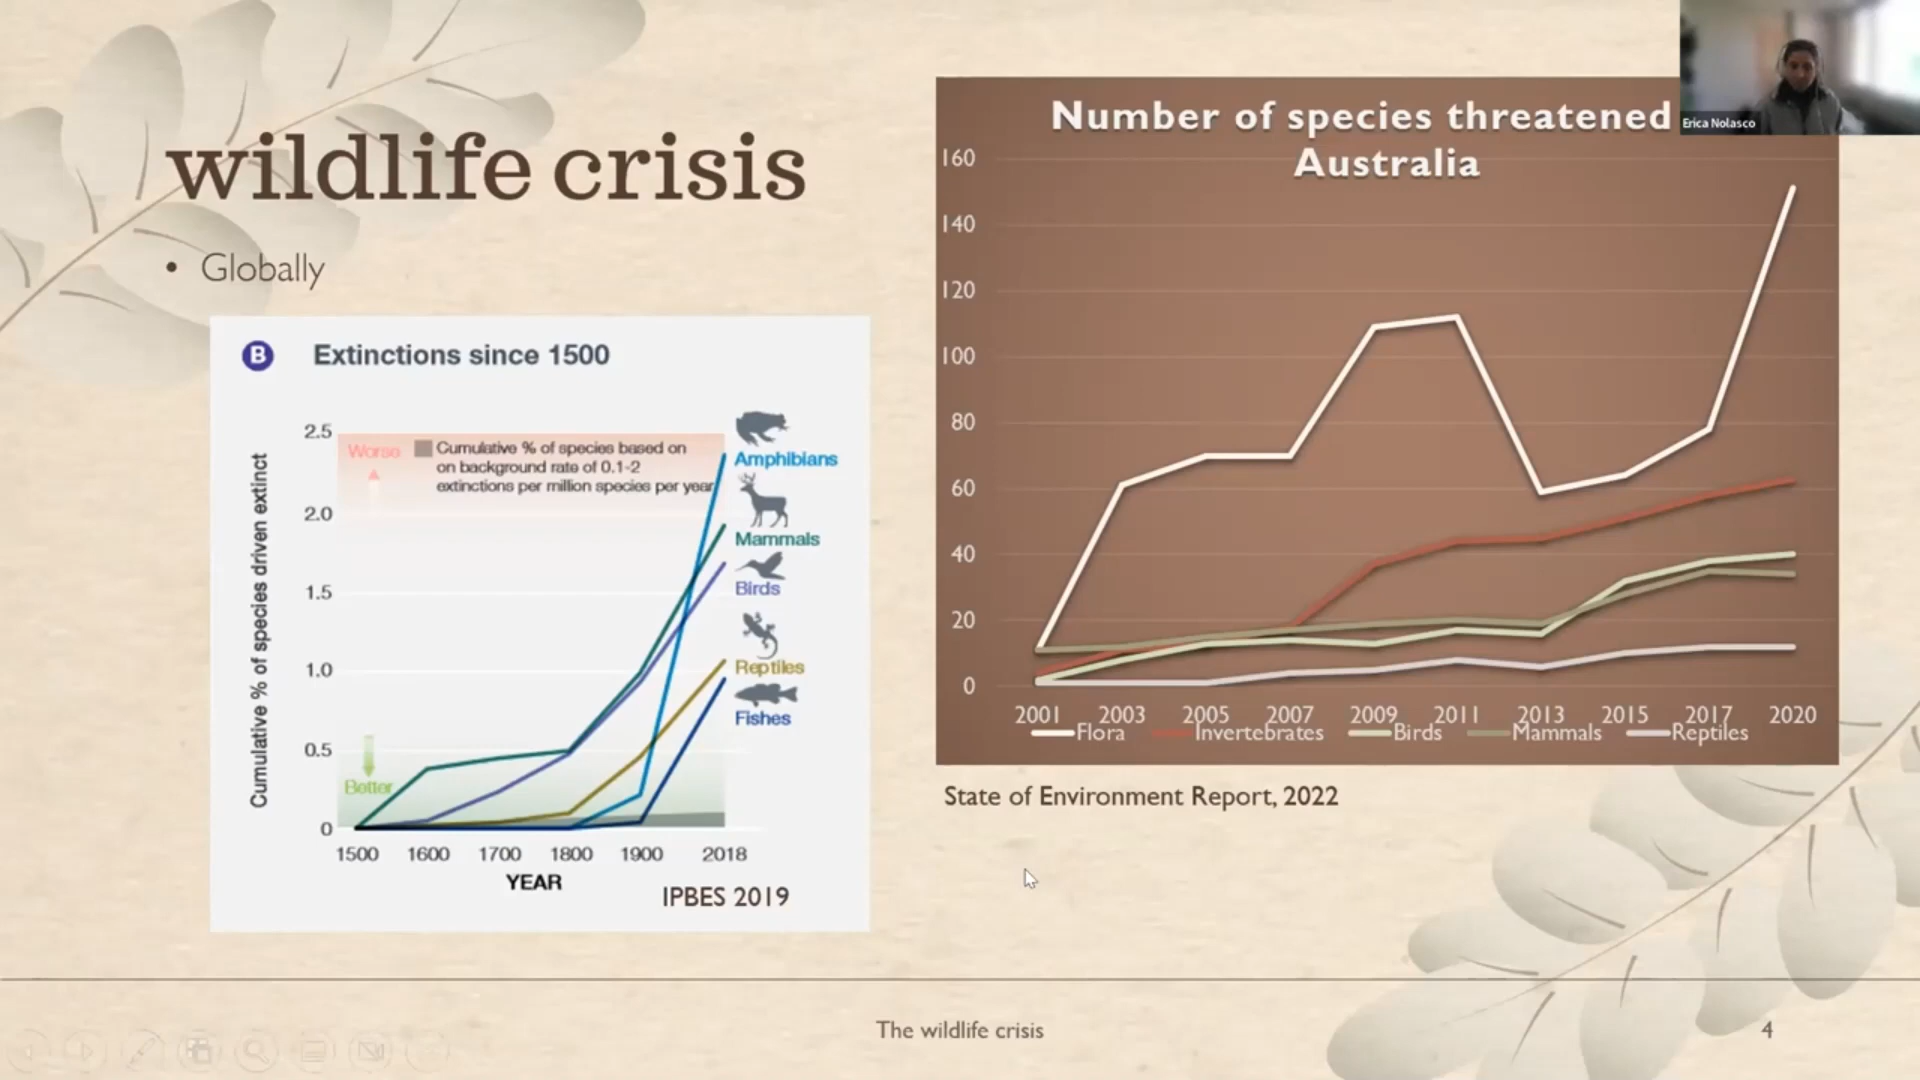 wildlife crisis
• Globally
B Extinctions since 1500
Cumulative % of species driven extinct
2.5
2.0
1.5
1.0
0.5
0
Worse
Cumulative % of species based on
on background rate of 0.1-2
extinctions per million species per year
Better
Amphibians
Mammals
Birds
Reptiles
Fishes
1500 1600 1700 1800 1900 2018
YEAR
IPBES 2019
Number of species threatened
Australia
160
140
120
100
80
60
40
20
0
2001 2003 2005 2007 2009 2011 2013 2015 2017 2020
Flora Invertebrates Birds Mammals Reptiles
State of Environment Report, 2022
Erica Nolasco
The wildlife crisis
4